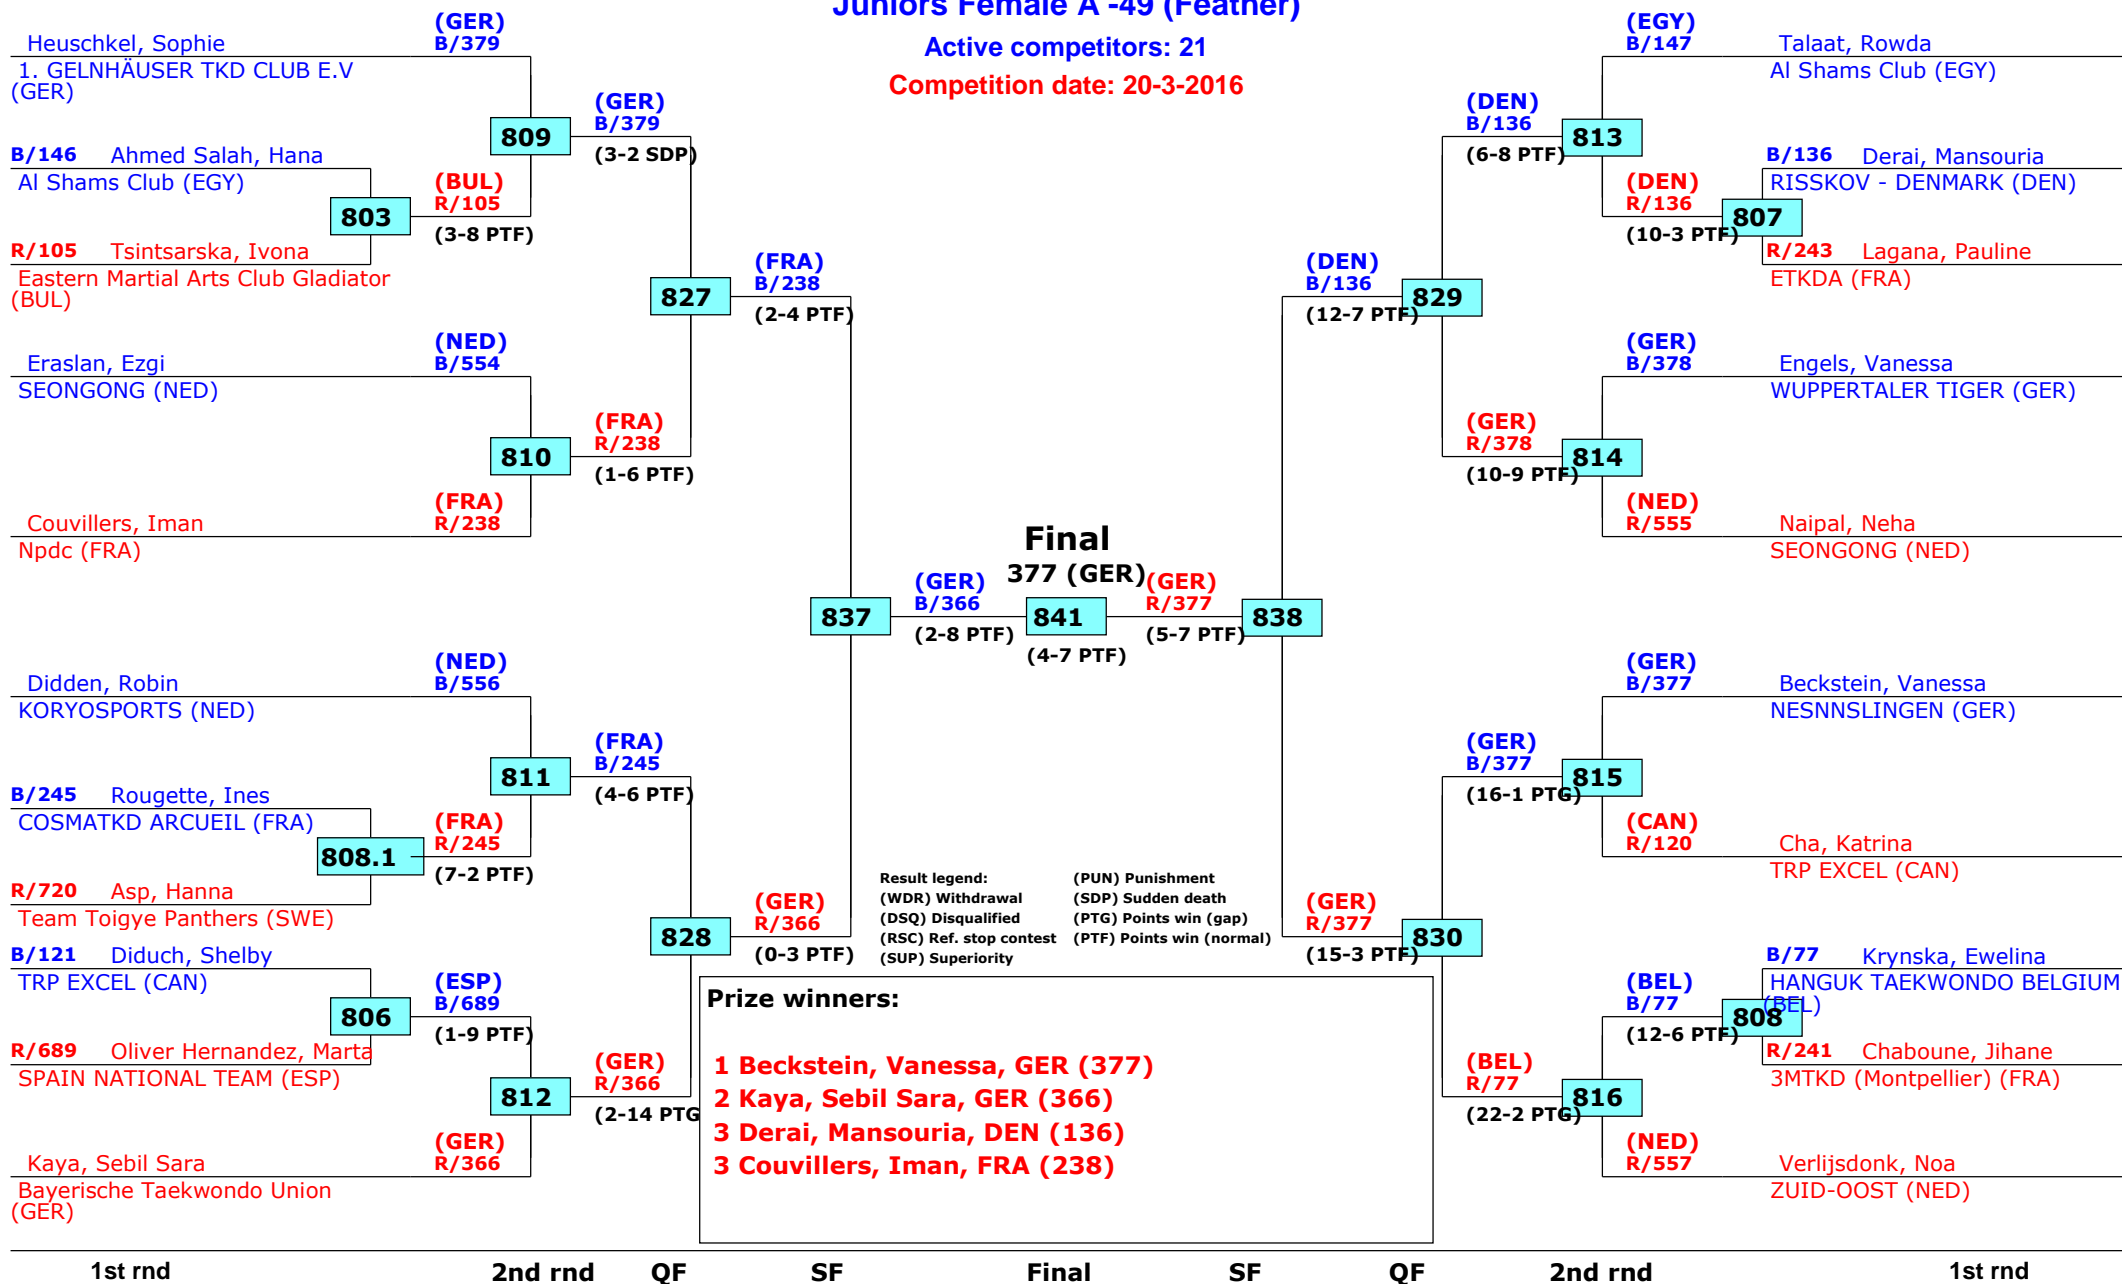 Juniors Female A -49 (Feather)
Active competitors: 21
Competition date: 20-3-2016
Heuschkel, Sophie
1. GELNHÄUSER TKD CLUB E.V
(GER)
(GER)
B/379
B/146 Ahmed Salah, Hana
Al Shams Club (EGY)
803
R/105 Tsintsarska, Ivona
Eastern Martial Arts Club Gladiator
(BUL)
(BUL)
R/105
(3-8 PTF)
809
(GER)
B/379
(3-2 SDP)
Eraslan, Ezgi
SEONGONG (NED)
(NED)
B/554
810
Couvillers, Iman
Npdc (FRA)
(FRA)
R/238
(FRA)
R/238
(1-6 PTF)
827
(FRA)
B/238
(2-4 PTF)
Didden, Robin
KORYOSPORTS (NED)
(NED)
B/556
B/245 Rougette, Ines
COSMATKD ARCUEIL (FRA)
808.1
R/720 Asp, Hanna
Team Toigye Panthers (SWE)
(FRA)
R/245
(7-2 PTF)
811
(FRA)
B/245
(4-6 PTF)
B/121 Diduch, Shelby
TRP EXCEL (CAN)
806
R/689 Oliver Hernandez, Marta
SPAIN NATIONAL TEAM (ESP)
(ESP)
B/689
(1-9 PTF)
812
Kaya, Sebil Sara
Bayerische Taekwondo Union
(GER)
(GER)
R/366
(GER)
R/366
(2-14 PTG
828
(GER)
R/366
(0-3 PTF)
837
(GER)
B/366
(2-8 PTF)
Final
377 (GER)
841
(4-7 PTF)
(GER)
R/377
(5-7 PTF)
838
(EGY)
B/147
Talaat, Rowda
Al Shams Club (EGY)
(DEN)
B/136
(6-8 PTF)
813
B/136 Derai, Mansouria
RISSKOV - DENMARK (DEN)
(DEN)
R/136
(10-3 PTF)
807
R/243 Lagana, Pauline
ETKDA (FRA)
(DEN)
B/136
(12-7 PTF)
829
(GER)
B/378
Engels, Vanessa
WUPPERTALER TIGER (GER)
(GER)
R/378
(10-9 PTF)
814
(NED)
R/555
Naipal, Neha
SEONGONG (NED)
(GER)
B/377
Beckstein, Vanessa
NESNNSLINGEN (GER)
(GER)
B/377
(16-1 PTG)
815
(CAN)
R/120
Cha, Katrina
TRP EXCEL (CAN)
(GER)
R/377
(15-3 PTF)
830
B/77 Krynska, Ewelina
HANGUK TAEKWONDO BELGIUM
(BEL)
(BEL)
B/77
(12-6 PTF)
808
R/241 Chaboune, Jihane
3MTKD (Montpellier) (FRA)
(BEL)
R/77
(22-2 PTG)
816
(NED)
R/557
Verlijsdonk, Noa
ZUID-OOST (NED)
Result legend: (PUN) Punishment
(WDR) Withdrawal (SDP) Sudden death
(DSQ) Disqualified (PTG) Points win (gap)
(RSC) Ref. stop contest (PTF) Points win (normal)
(SUP) Superiority
Prize winners:
1 Beckstein, Vanessa, GER (377)
2 Kaya, Sebil Sara, GER (366)
3 Derai, Mansouria, DEN (136)
3 Couvillers, Iman, FRA (238)
1st rnd 2nd rnd QF SF Final SF QF 2nd rnd 1st rnd